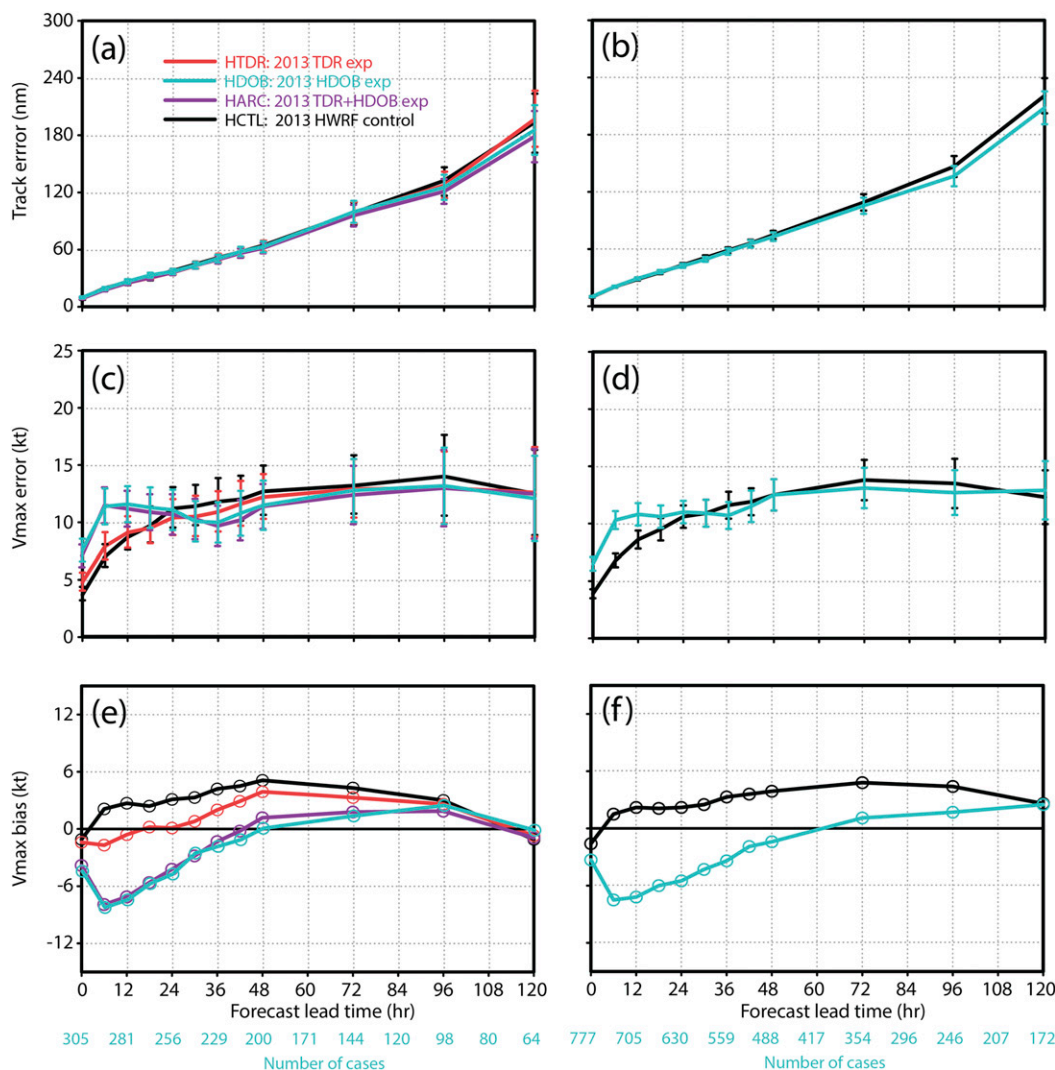 300
240
180
120
60
0
Track errror (nm)
(a)
HTDR: 2013 TDR exp
HDOB: 2013 HDOB exp
HARC: 2013 TDR+HDOB exp
HCTL: 2013 HWRF control
(b)
25
20
15
10
5
0
Vmax error (kt)
(c)
(d)
12
6
0
-6
-12
Vmax bias (kt)
(e)
(f)
0 12 24 36 48 60 72 84 96 108 120
Forecast lead time (hr)
305 281 256 229 200 171 144 120 98 80 64
Number of cases
0 12 24 36 48 60 72 84 96 108 120
Forecast lead time (hr)
777 705 630 559 488 417 354 296 246 207 172
Number of cases